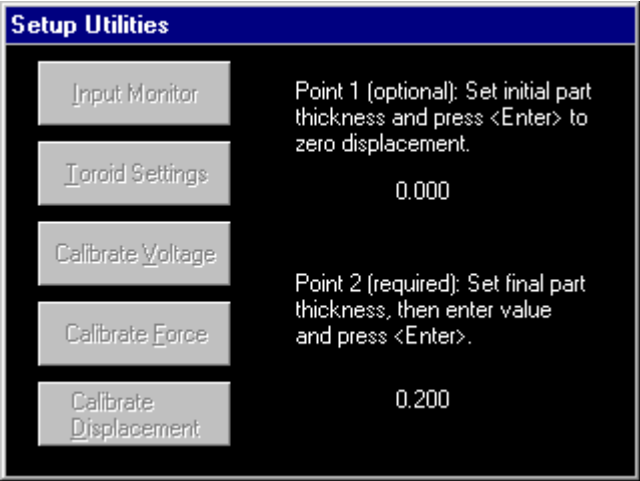 Setup Utilities
Input Monitor
Toroid Settings
Calibrate Voltage
Calibrate Force
Calibrate
Displacement
Point 1 (optional): Set initial part
thickness and press <Enter> to
zero displacement.
0.000
Point 2 (required): Set final part
thickness, then enter value
and press <Enter>.
0.200